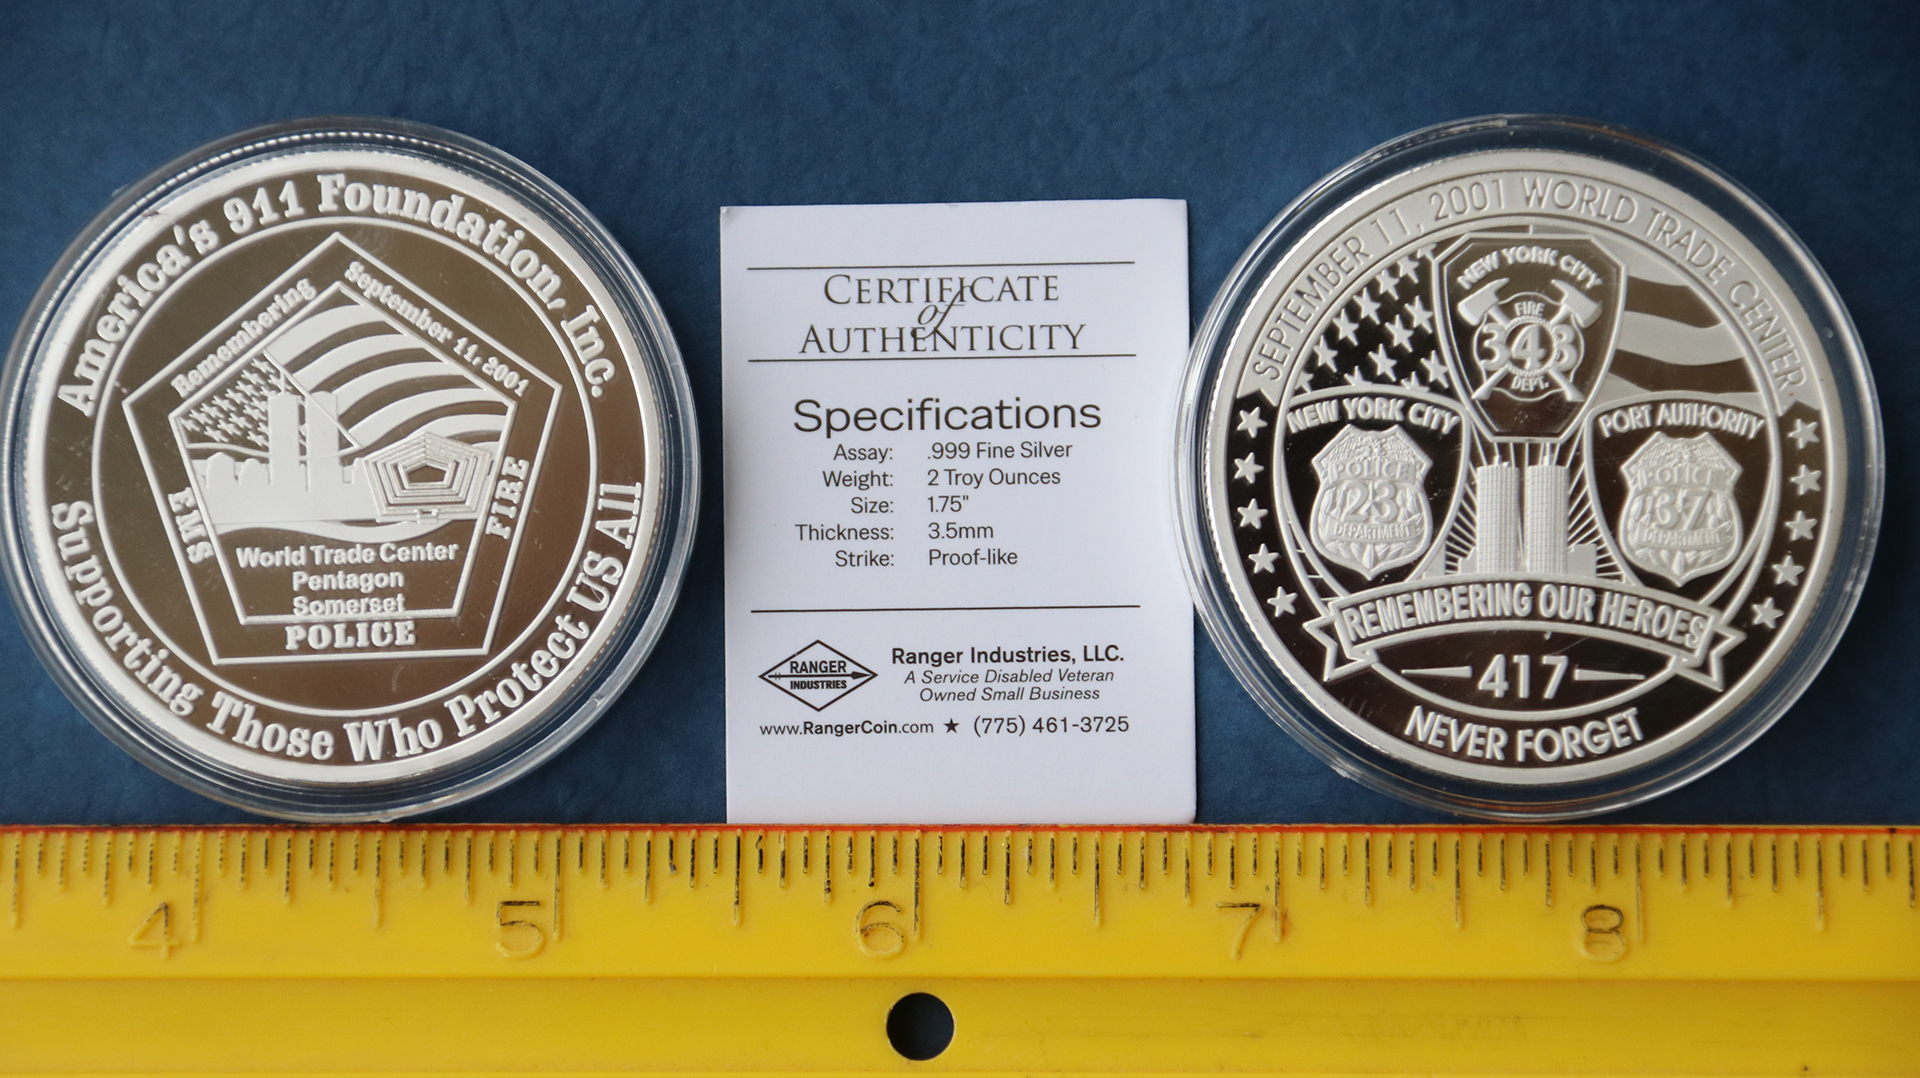 America's 911 Foundation, Inc.
Remembering
September 11, 2001
EMS
FIRE
World Trade Center
Pentagon
Somerset
POLICE
Supporting Those Who Protect US All
CERTIFICATE
of
AUTHENTICITY
Specifications
Assay: .999 Fine Silver
Weight: 2 Troy Ounces
Size: 1.75"
Thickness: 3.5mm
Strike: Proof-like
RANGER
INDUSTRIES
Ranger Industries, LLC.
A Service Disabled Veteran
Owned Small Business
www.RangerCoin.com ★ (775) 461-3725
SEPTEMBER 11, 2001 WORLD TRADE CENTER
NEW YORK CITY
FIRE
343
DEPT.
NEW YORK CITY
POLICE
23
DEPARTMENT
PORT AUTHORITY
POLICE
37
DEPARTMENT
REMEMBERING OUR HEROES
417
NEVER FORGET
4 5 6 7 8